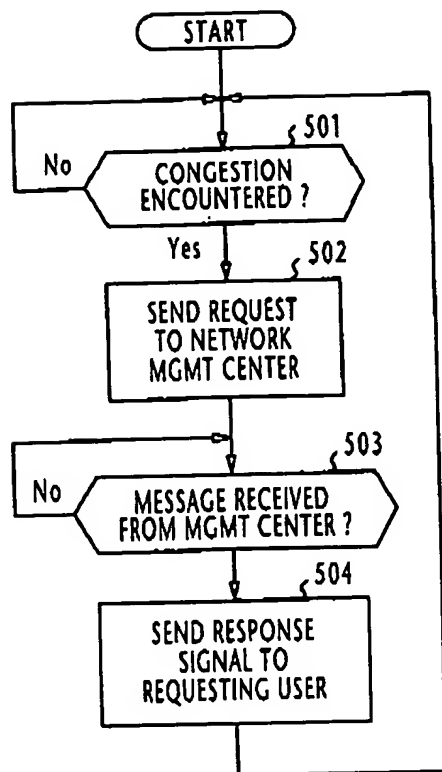 START
501
No
CONGESTION
ENCOUNTERED ?
Yes
502
SEND REQUEST
TO NETWORK
MGMT CENTER
503
No
MESSAGE RECEIVED
FROM MGMT CENTER ?
504
SEND RESPONSE
SIGNAL TO
REQUESTING USER